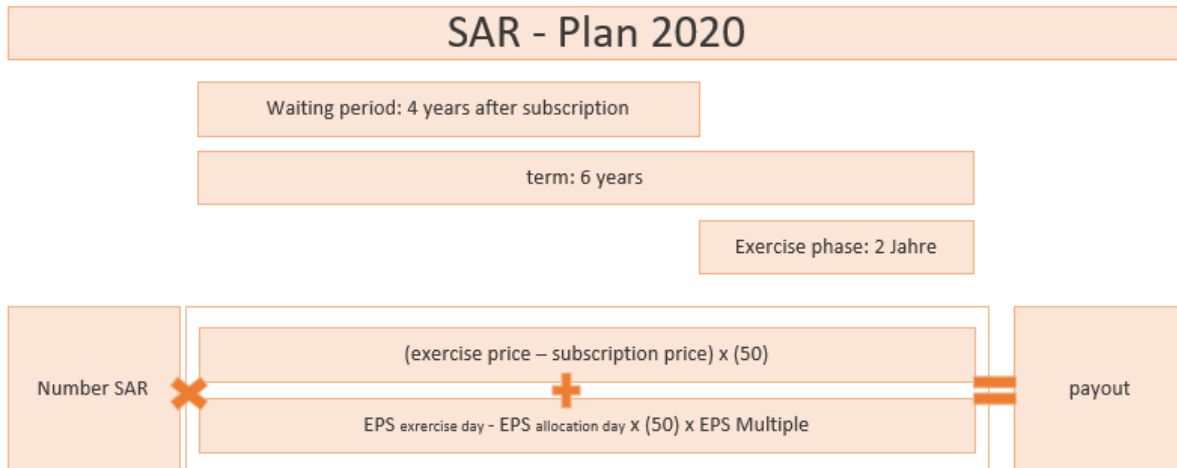 SAR - Plan 2020
Waiting period: 4 years after subscription
term: 6 years
Exercise phase: 2 Jahre
Number SAR
(exercise price – subscription price) x (50)
EPS exrercise day - EPS allocation day x (50) x EPS Multiple
payout